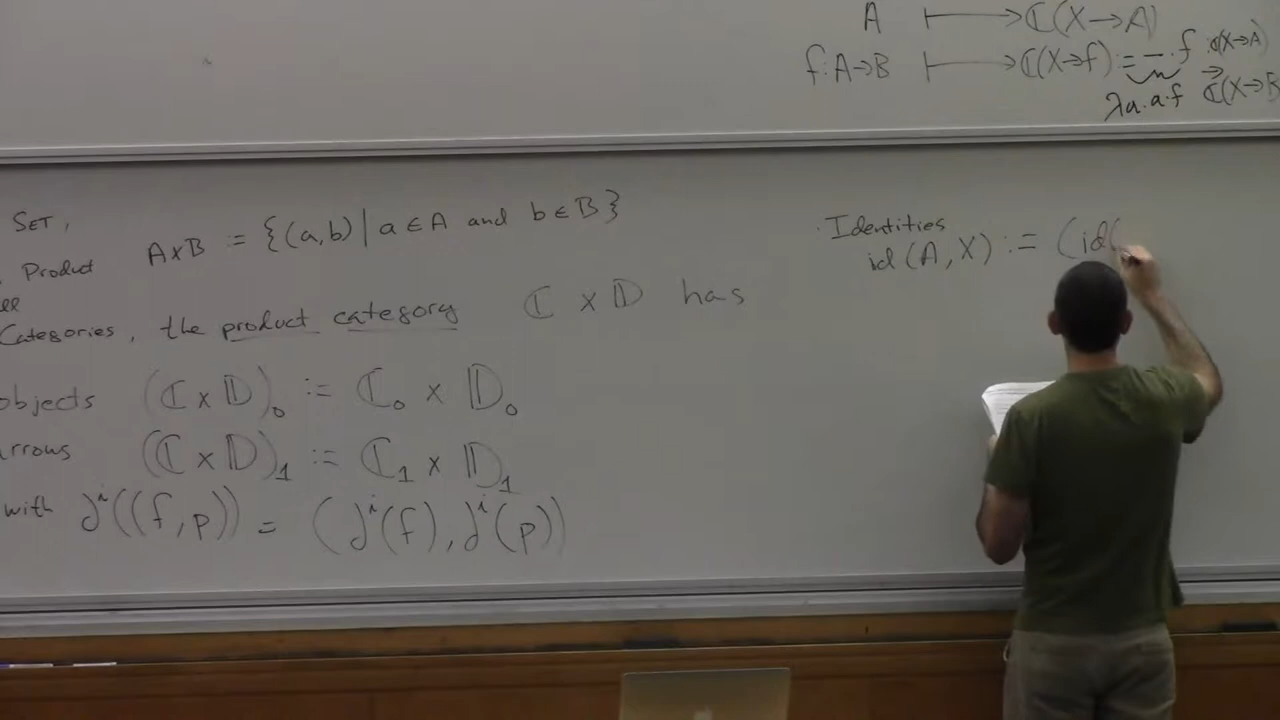 A ⟼ ℂ(X→A)
f:A→B ⟼ ℂ(X→f) := _ · f : ℂ(X→A) → ℂ(X→B
λa.a·f
SET,
A×B := {(a,b) | a ∈ A and b ∈ B}
Product
Categories, the product category ℂ × 𝔻 has
objects (ℂ × 𝔻)₀ := ℂ₀ × 𝔻₀
rrows (ℂ × 𝔻)₁ := ℂ₁ × 𝔻₁
with ∂ⁱ((f,p)) = (∂ⁱ(f), ∂ⁱ(p))
· Identities
id(A,X) := (id(